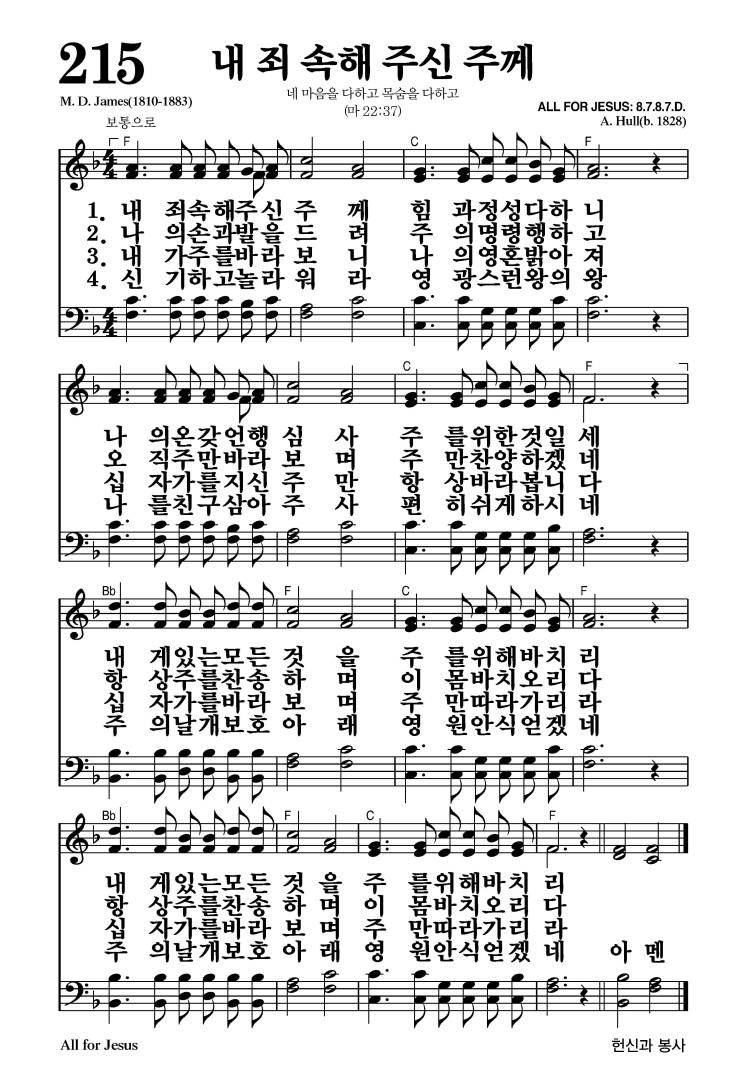 215 내 죄 속해 주신 주께
네 마음을 다하고 목숨을 다하고
M. D. James(1810-1883) (마 22:37) ALL FOR JESUS: 8.7.8.7.D.
보통으로 A. Hull(b. 1828)
F C F
1. 내 죄속해주신 주 께 힘 과정성다하 니
2. 나 의손과발을 드 려 주 의명령행하 고
3. 내 가주를바라 보 니 나 의영혼밝아 져
4. 신 기하고놀라 워 라 영 광스런왕의 왕
C F
나 의온갖언행 심 사 주 를위한것일 세
오 직주만바라 보 며 주 만찬양하겠 네
십 자가를지신 주 만 항 상바라봅니 다
나 를친구삼아 주 사 편 히쉬게하시 네
Bb F C F
내 게있는모든 것 을 주 를위해바치 리
항 상주를찬송 하 며 이 몸바치오리 다
십 자가를바라 보 며 주 만따라가리 라
주 의날개보호 아 래 영 원안식얻겠 네
Bb F C F
내 게있는모든 것 을 주 를위해바치 리
항 상주를찬송 하 며 이 몸바치오리 다
십 자가를바라 보 며 주 만따라가리 라
주 의날개보호 아 래 영 원안식얻겠 네 아 멘
All for Jesus 헌신과 봉사